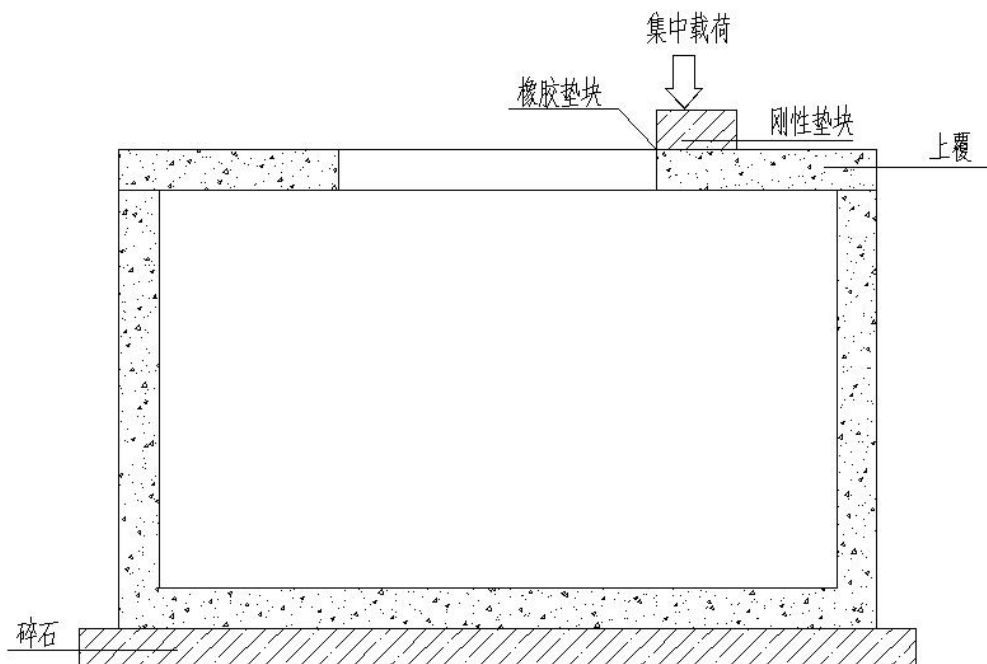 集中载荷
橡胶垫块
刚性垫块
上覆
碎石